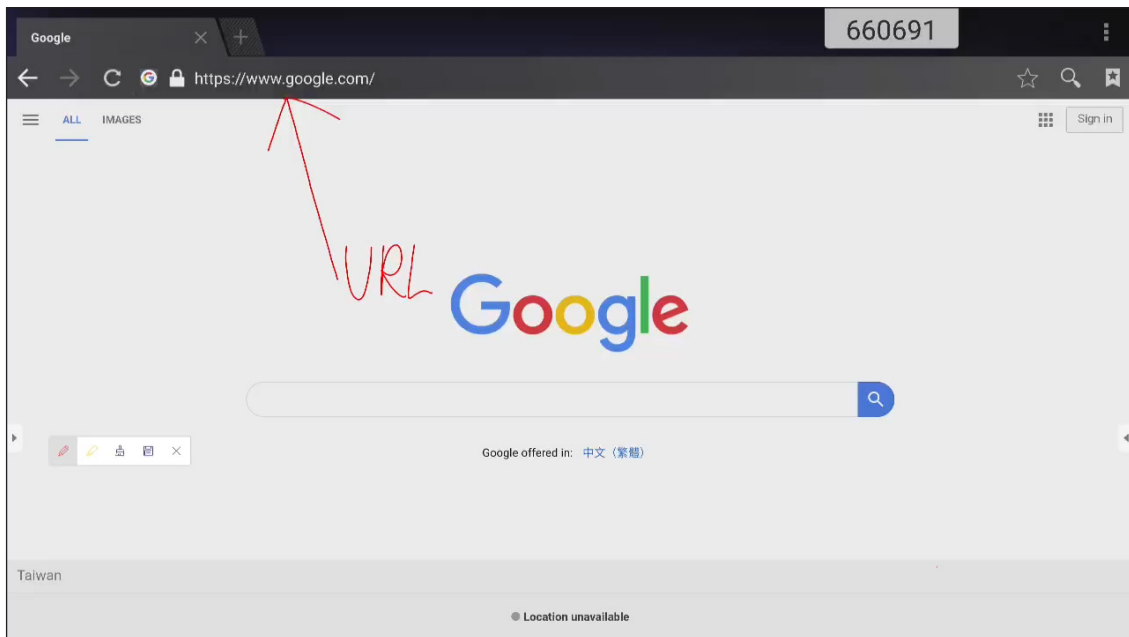 Google
660691
https://www.google.com/
ALL IMAGES
Sign in
URL
Google
Google offered in: 中文（繁體）
Taiwan
Location unavailable